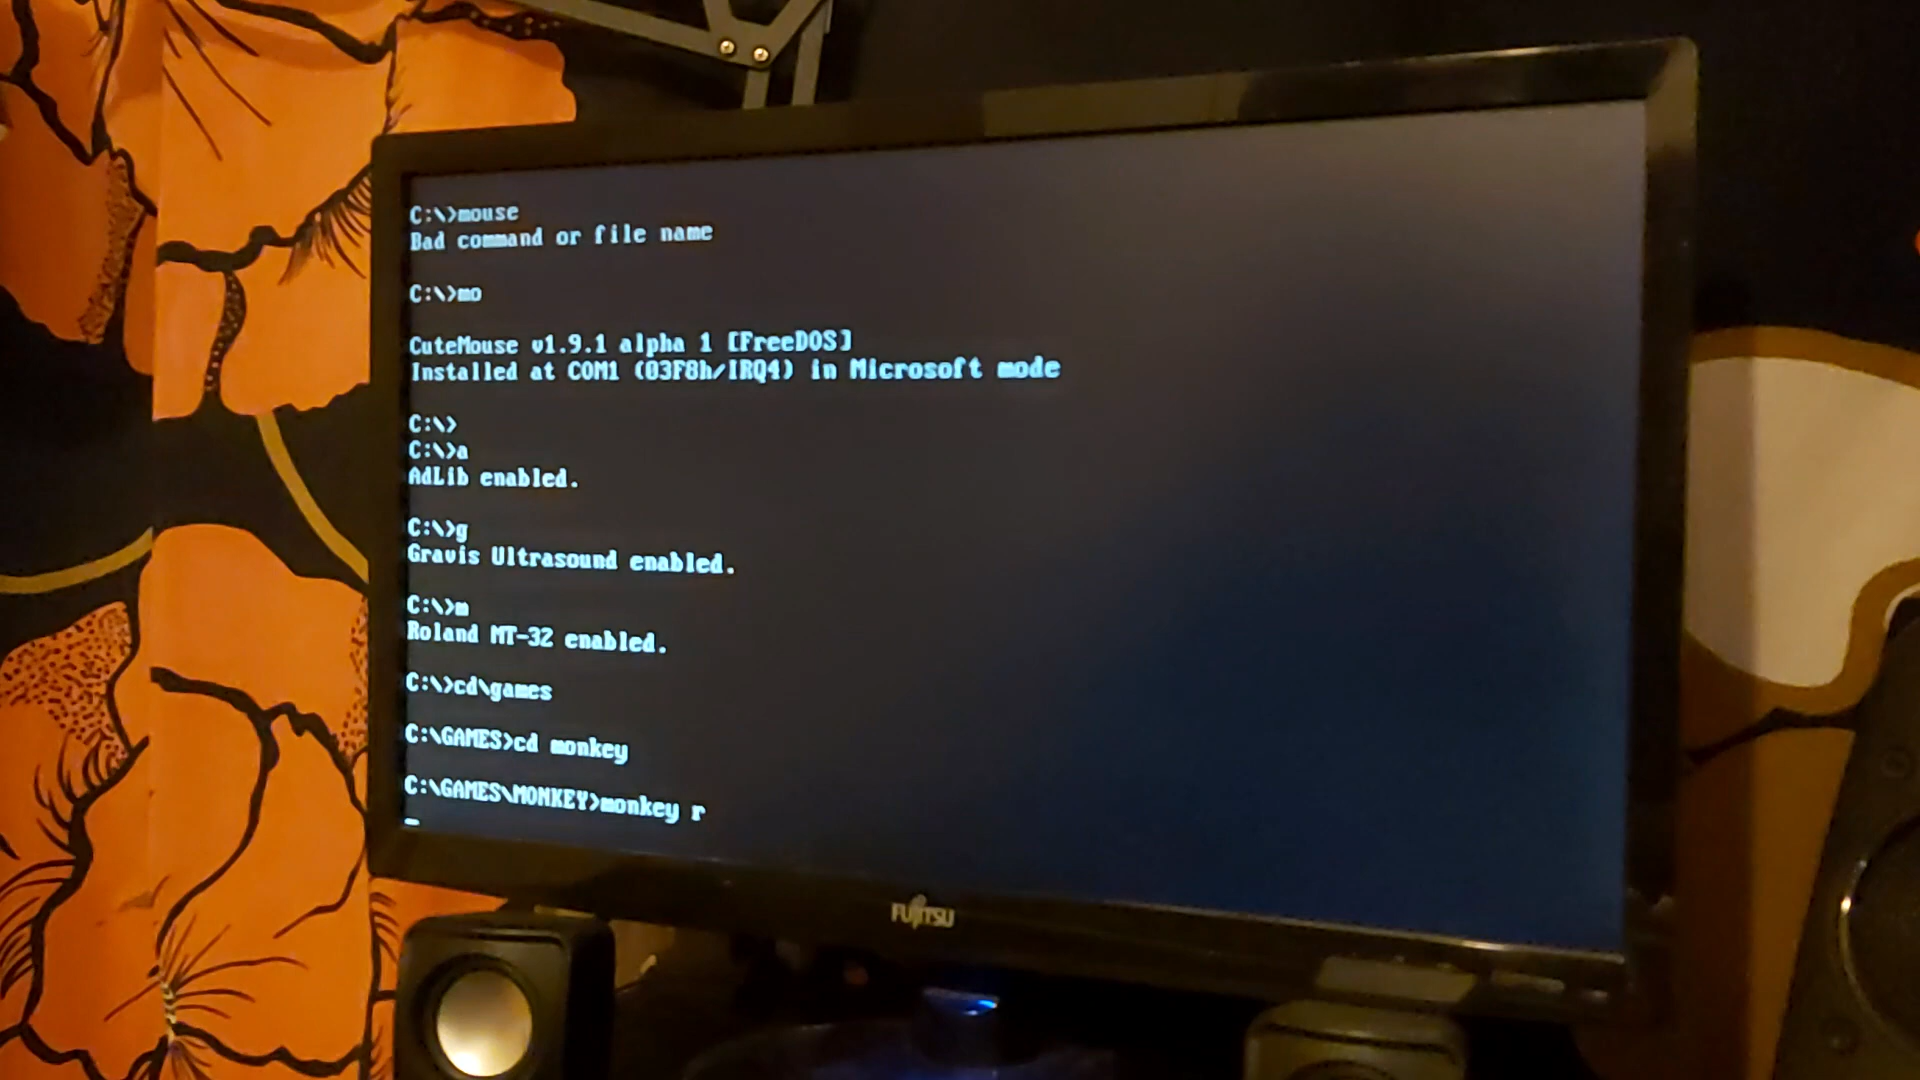 C:\>mouse
Bad command or file name
C:\>mo
CuteMouse v1.9.1 alpha 1 [FreeDOS]
Installed at COM1 (03F8h/IRQ4) in Microsoft mode
C:\>
C:\>a
AdLib enabled.
C:\>g
Gravis Ultrasound enabled.
C:\>m
Roland MT-32 enabled.
C:\>cd\games
C:\GAMES>cd monkey
C:\GAMES\MONKEY>monkey r
_
FUJITSU